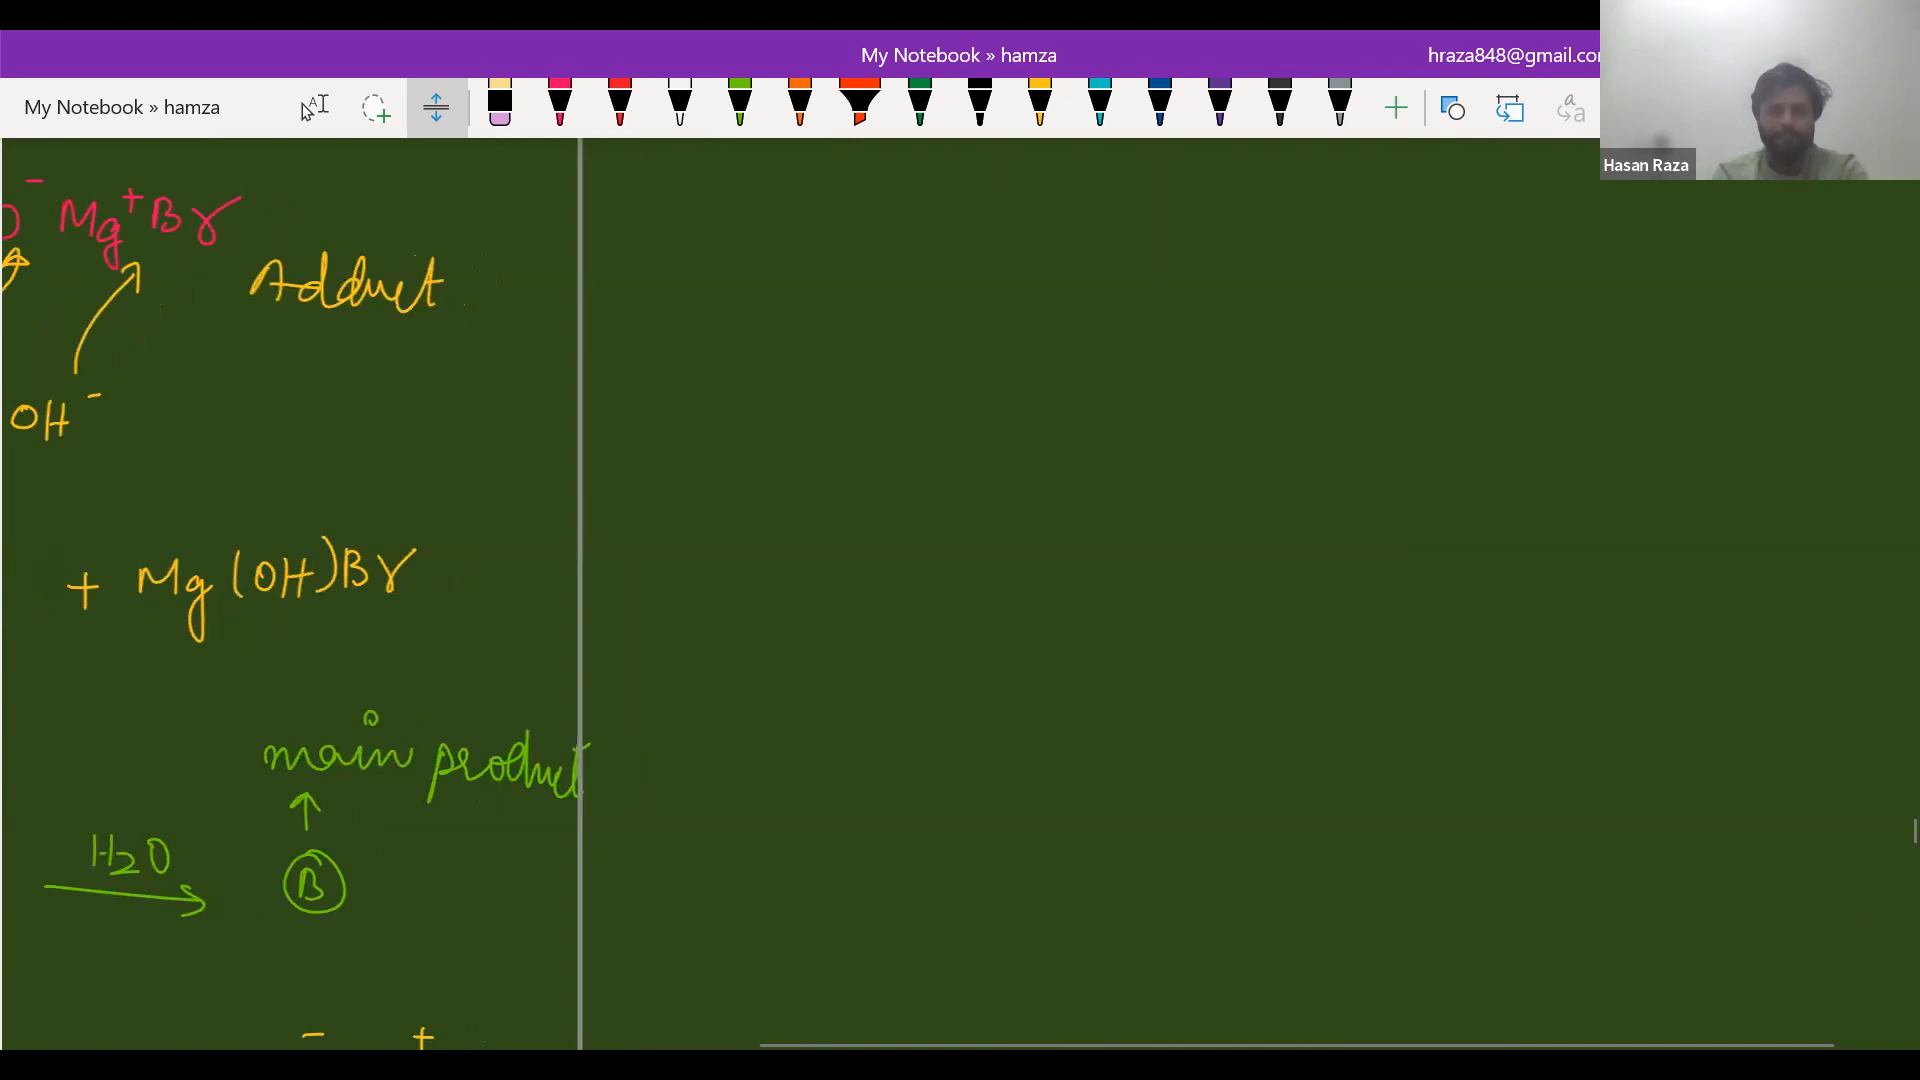 My Notebook » hamza
hraza848@gmail.co
My Notebook » hamza
Hasan Raza
O⁻ Mg⁺Br
Adduct
OH⁻
+ Mg(OH)Br
main product
H2O
B
- +